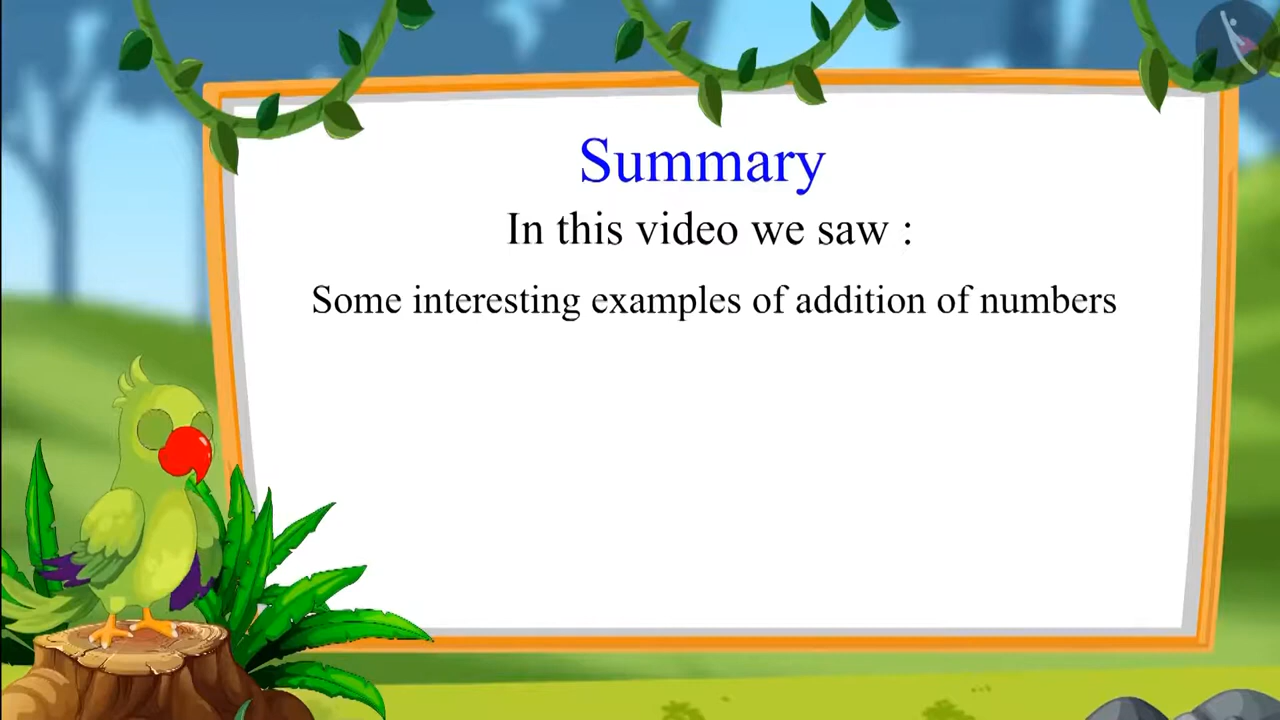 Summary
In this video we saw :
Some interesting examples of addition of numbers